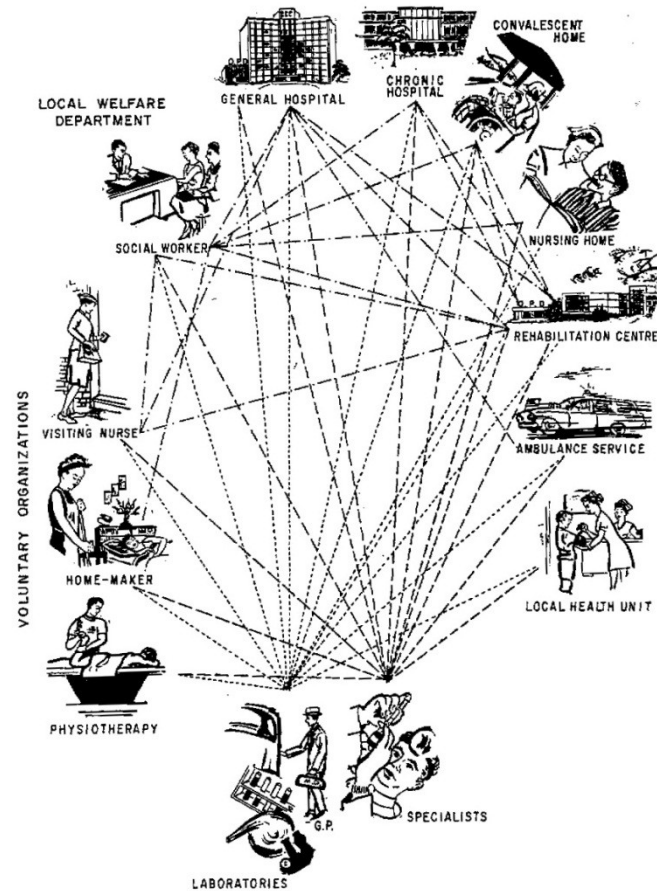 GENERAL HOSPITAL
CHRONIC
HOSPITAL
CONVALESCENT
HOME
LOCAL WELFARE
DEPARTMENT
SOCIAL WORKER
NURSING HOME
O.P.D.
REHABILITATION CENTRE
VISITING NURSE
AMBULANCE SERVICE
VOLUNTARY ORGANIZATIONS
HOME-MAKER
LOCAL HEALTH UNIT
PHYSIOTHERAPY
G.P.
SPECIALISTS
LABORATORIES